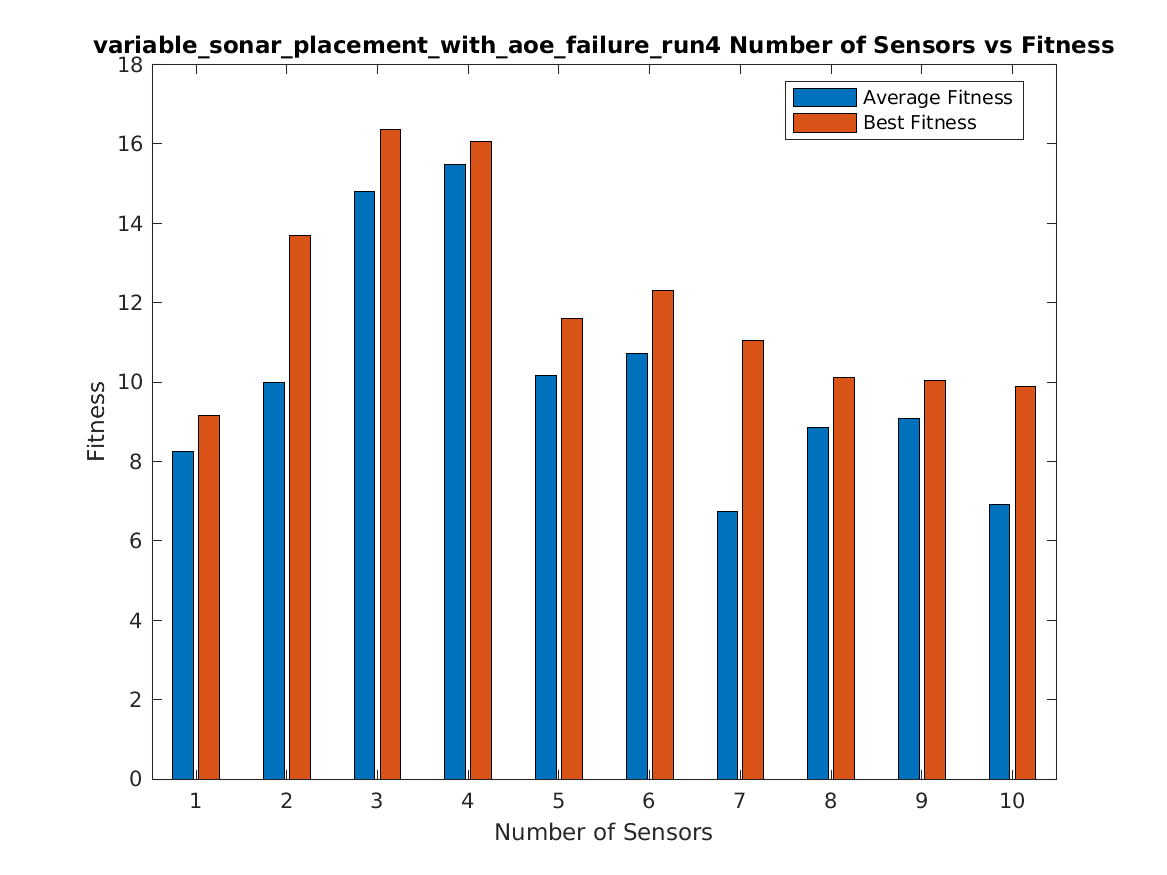 variable_sonar_placement_with_aoe_failure_run4 Number of Sensors vs Fitness
18
16
14
12
10
8
6
4
2
0
Fitness
Average Fitness
Best Fitness
1 2 3 4 5 6 7 8 9 10
Number of Sensors